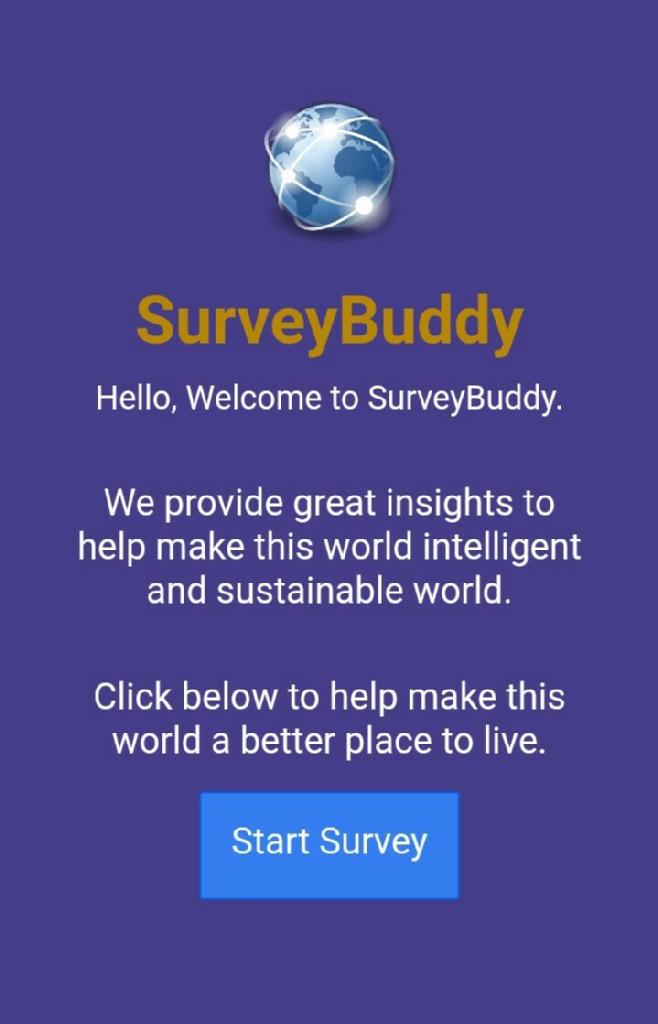 SurveyBuddy
Hello, Welcome to SurveyBuddy.
We provide great insights to
help make this world intelligent
and sustainable world.
Click below to help make this
world a better place to live.
Start Survey